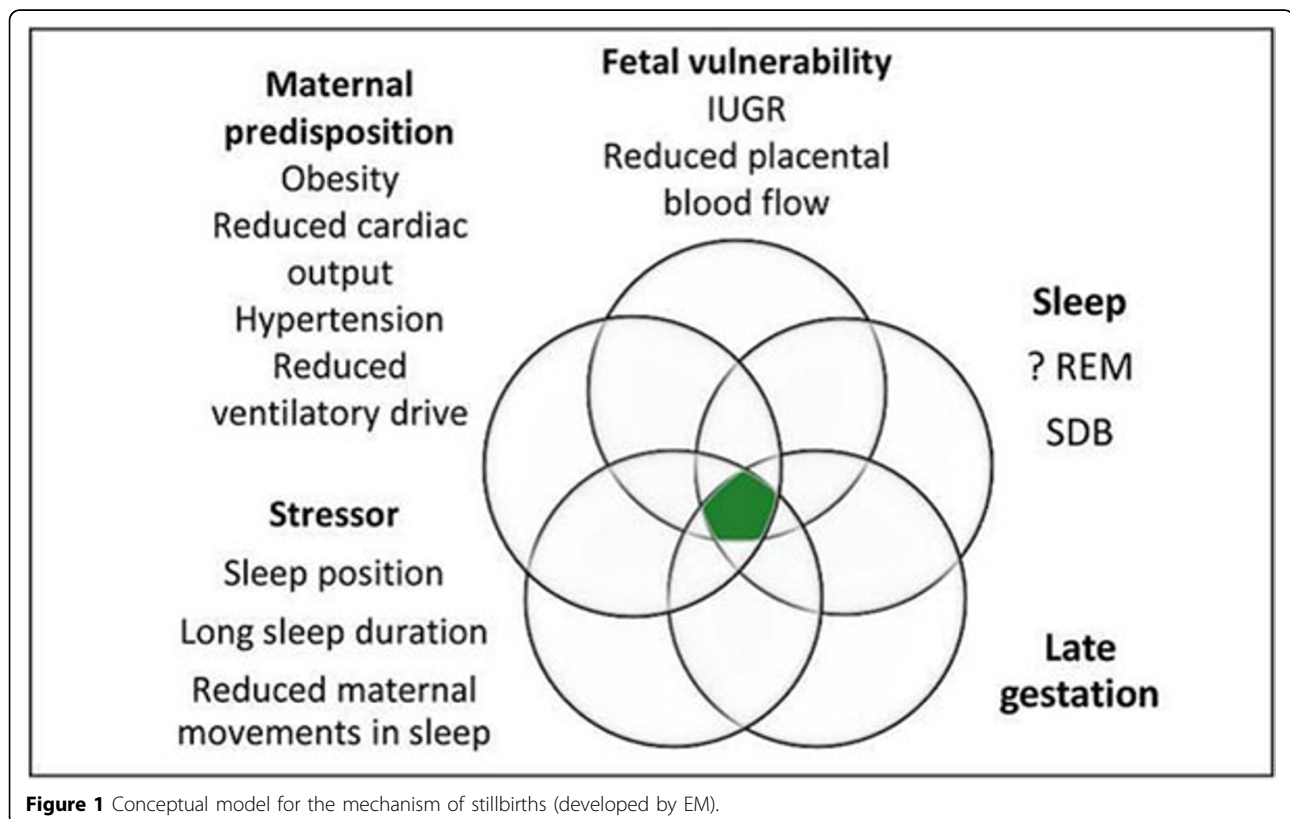 Maternal
predisposition
Obesity
Reduced cardiac
output
Hypertension
Reduced
ventilatory drive
Fetal vulnerability
IUGR
Reduced placental
blood flow
Sleep
? REM
SDB
Stressor
Sleep position
Long sleep duration
Reduced maternal
movements in sleep
Late
gestation
Figure 1 Conceptual model for the mechanism of stillbirths (developed by EM).